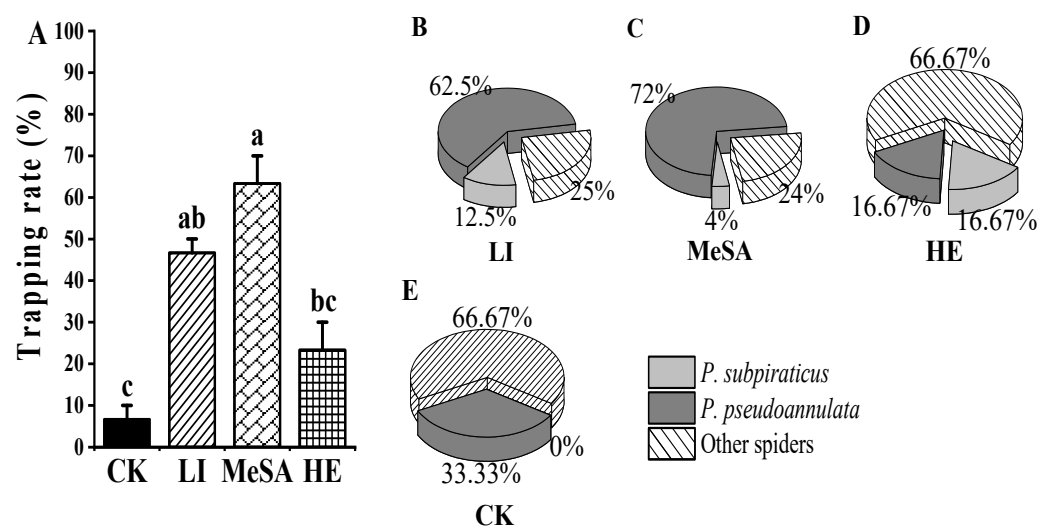 A
Trapping rate (%)
100
90
80
70
60
50
40
30
20
10
0
c
ab
a
bc
CK LI MeSA HE
B
62.5%
12.5%
25%
LI
C
72%
4%
24%
MeSA
D
66.67%
16.67%
16.67%
HE
E
66.67%
0%
33.33%
CK
P. subpiraticus
P. pseudoannulata
Other spiders